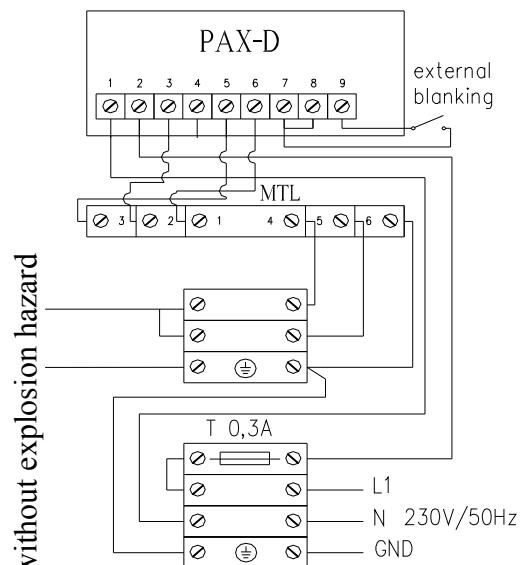 PAX-D
1 2 3 4 5 6 7 8 9
external
blanking
MTL
3 2 1 4 5 6
without explosion hazard
T 0,3A
L1
N 230V/50Hz
GND